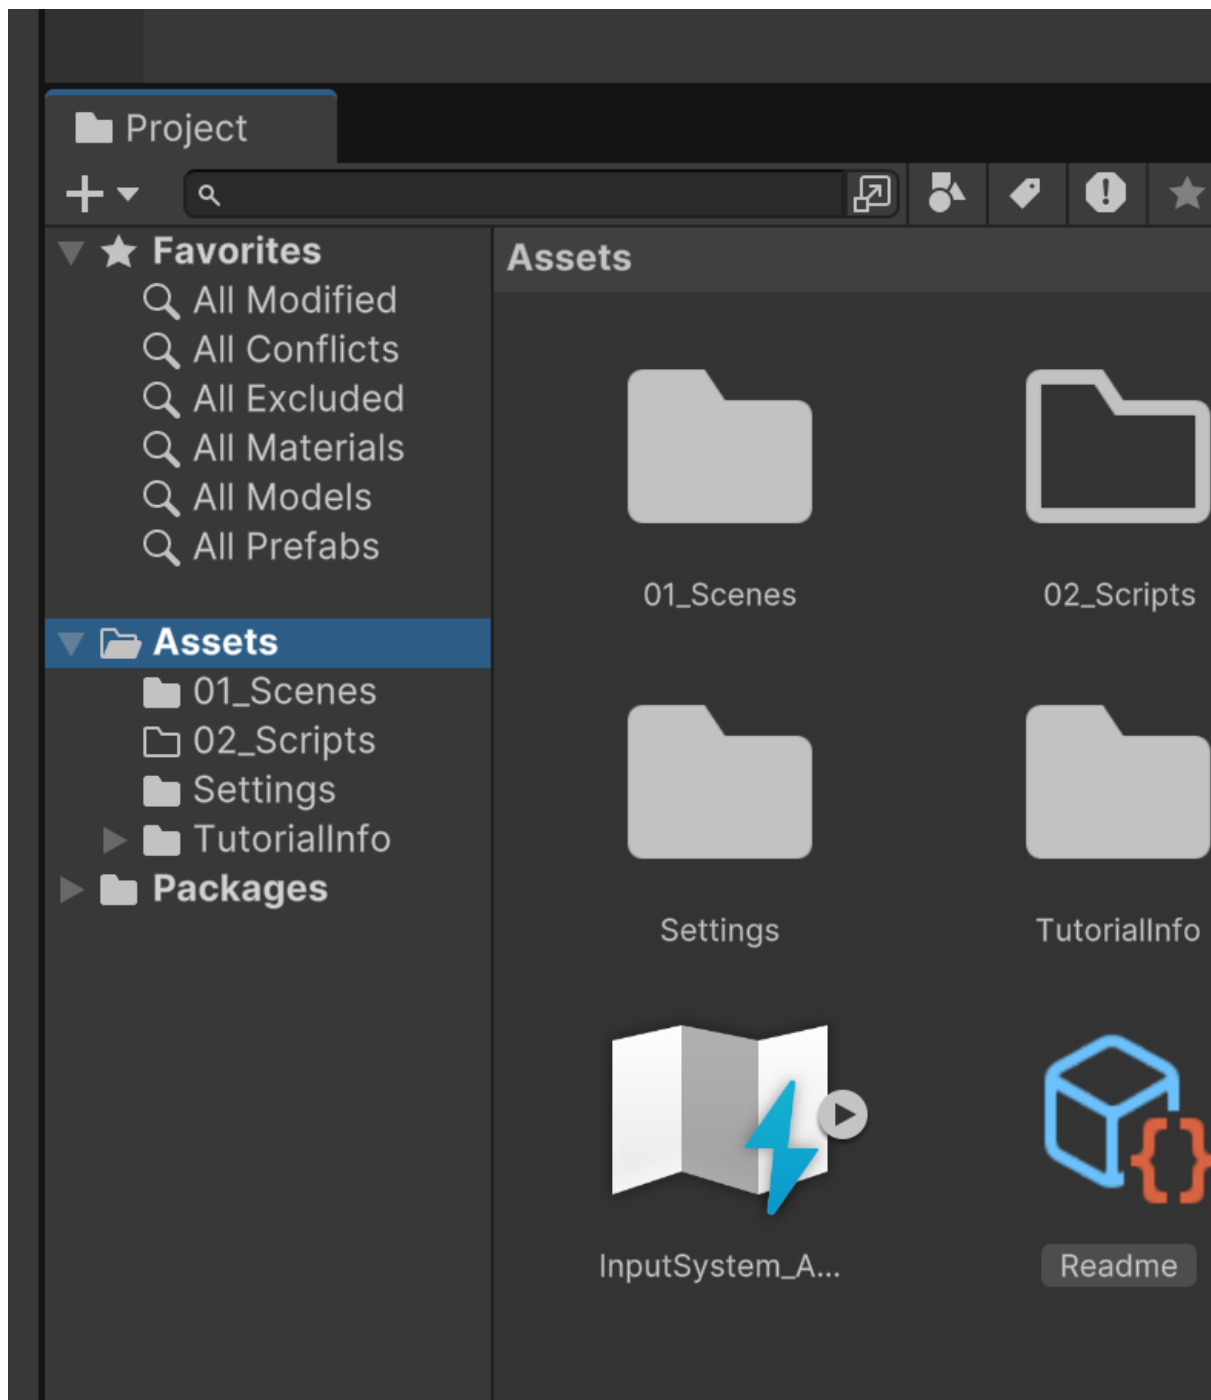 Project
Favorites
All Modified
All Conflicts
All Excluded
All Materials
All Models
All Prefabs
Assets
01_Scenes
02_Scripts
Settings
TutorialInfo
Packages
Assets
01_Scenes
02_Scripts
Settings
TutorialInfo
InputSystem_A...
Readme